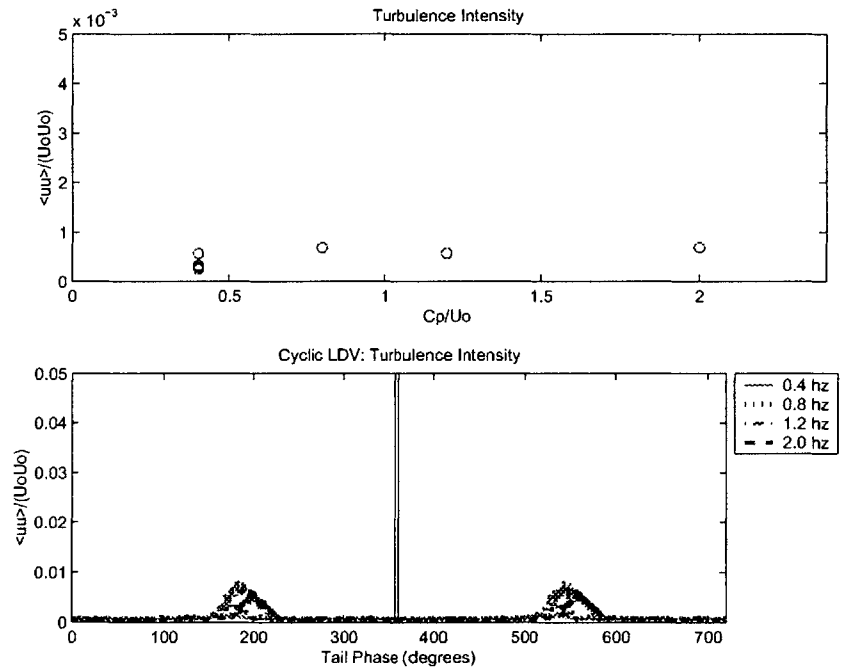 Turbulence Intensity
x 10⁻³
5
4
3
2
1
0
<uu>/(UoUo)
0 0.5 1 1.5 2
Cp/Uo
Cyclic LDV: Turbulence Intensity
0.05
0.04
0.03
0.02
0.01
0
<uu>/(UoUo)
0 100 200 300 400 500 600 700
Tail Phase (degrees)
0.4 hz
0.8 hz
1.2 hz
2.0 hz